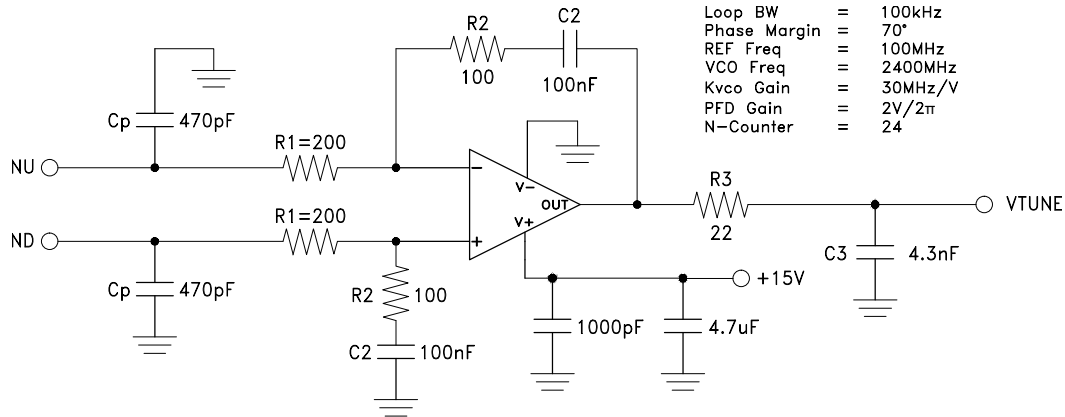 Loop BW = 100kHz
Phase Margin = 70°
REF Freq = 100MHz
VCO Freq = 2400MHz
Kvco Gain = 30MHz/V
PFD Gain = 2V/2π
N-Counter = 24
R2
100
C2
100nF
Cp 470pF
NU
R1=200
−
V−
OUT
V+
+
R3
22
VTUNE
ND
R1=200
Cp 470pF
R2 100
C2 100nF
+15V
1000pF
4.7uF
C3 4.3nF